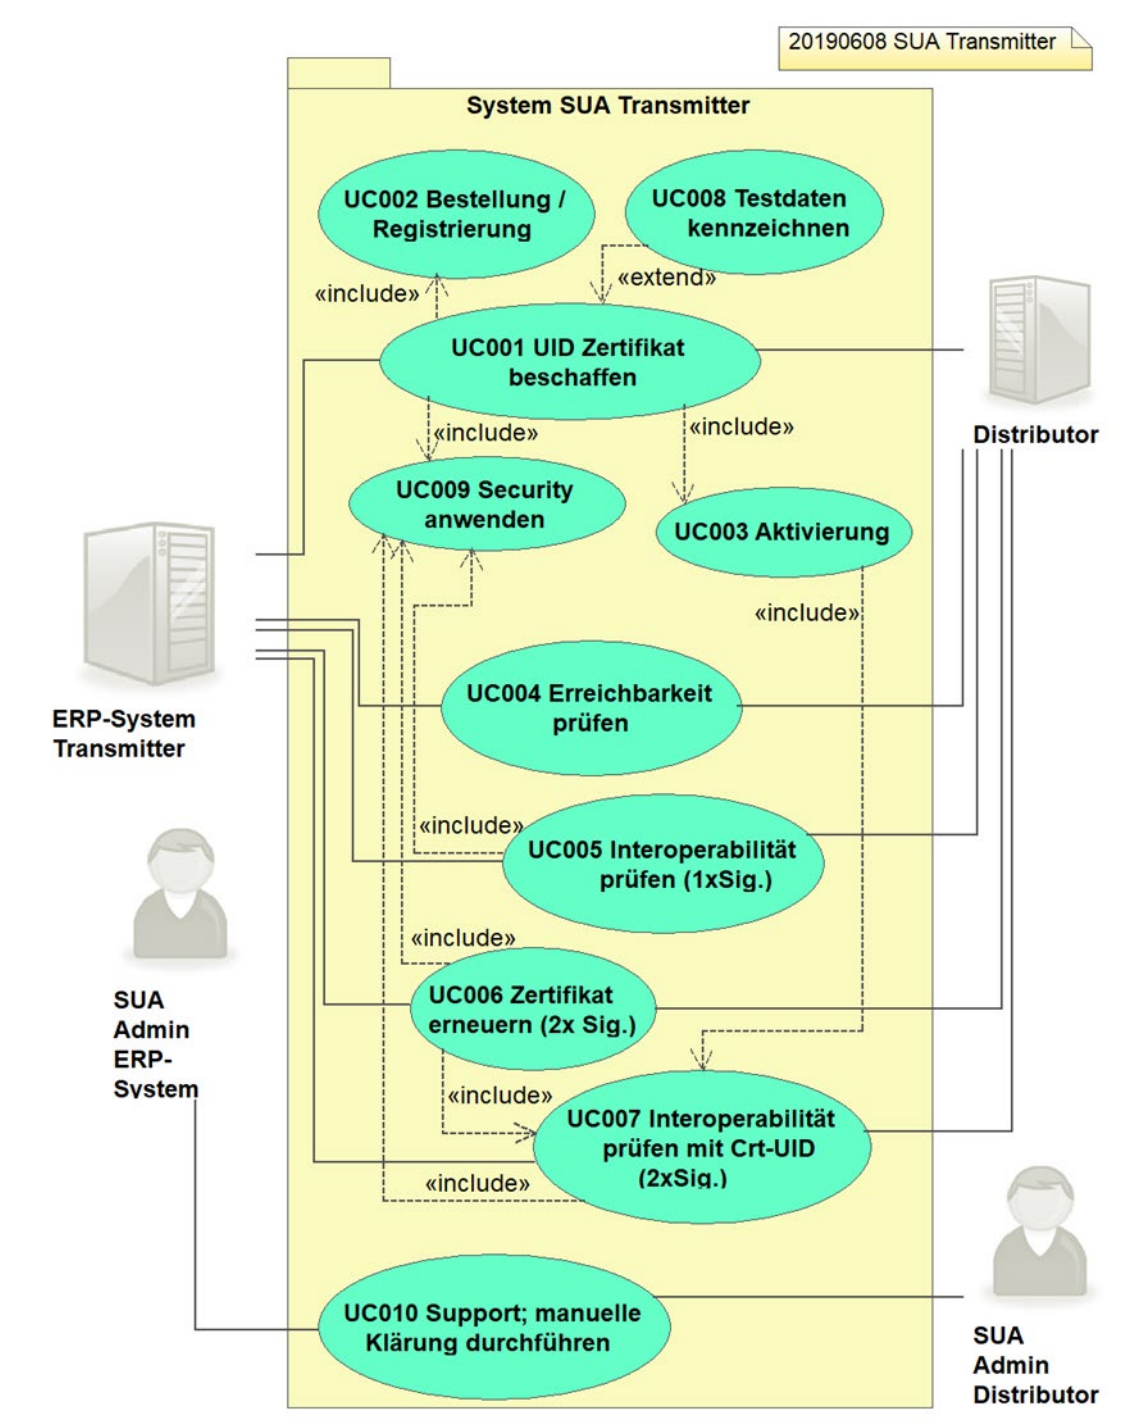 20190608 SUA Transmitter
System SUA Transmitter
UC002 Bestellung /
Registrierung
UC008 Testdaten
kennzeichnen
«include»
«extend»
UC001 UID Zertifikat
beschaffen
«include»
«include»
Distributor
UC009 Security
anwenden
UC003 Aktivierung
«include»
ERP-System
Transmitter
UC004 Erreichbarkeit
prüfen
«include»
UC005 Interoperabilität
prüfen (1xSig.)
«include»
SUA
Admin
ERP-
System
UC006 Zertifikat
erneuern (2x Sig.)
«include»
UC007 Interoperabilität
prüfen mit Crt-UID
(2xSig.)
«include»
UC010 Support; manuelle
Klärung durchführen
SUA
Admin
Distributor